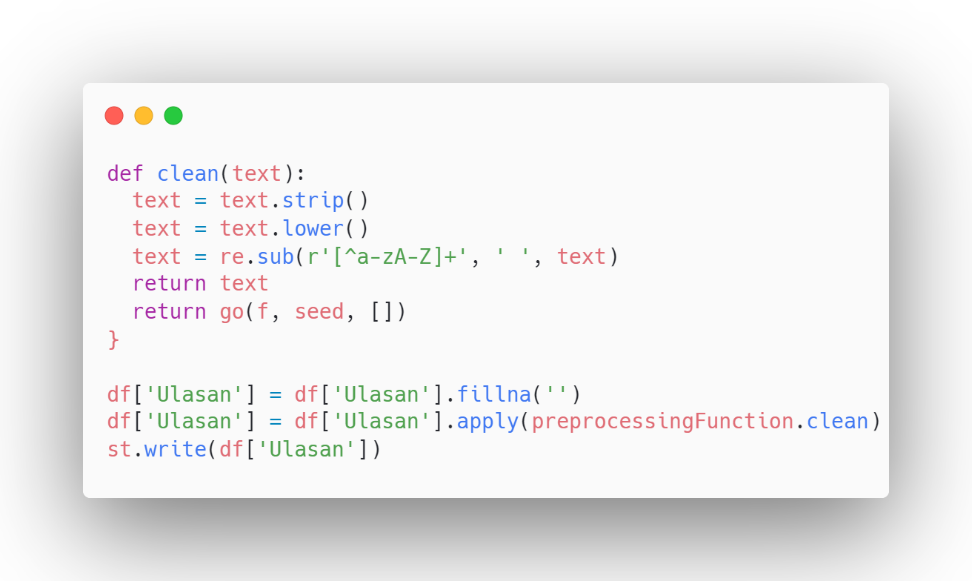 def clean(text):
  text = text.strip()
  text = text.lower()
  text = re.sub(r'[^a-zA-Z]+', ' ', text)
  return text
  return go(f, seed, [])
}

df['Ulasan'] = df['Ulasan'].fillna('')
df['Ulasan'] = df['Ulasan'].apply(preprocessingFunction.clean)
st.write(df['Ulasan'])